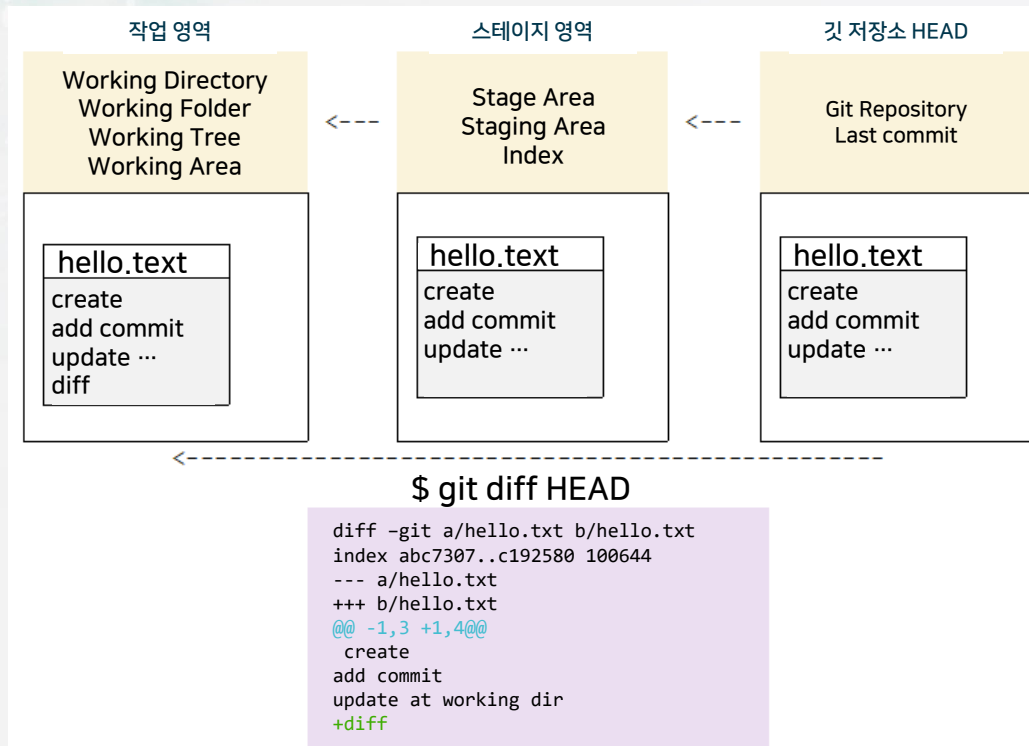 작업 영역
스테이지 영역
깃 저장소 HEAD
Working Directory
Working Folder
Working Tree
Working Area
<---
Stage Area
Staging Area
Index
<---
Git Repository
Last commit
hello.text
create
add commit
update ···
diff
hello.text
create
add commit
update ···
hello.text
create
add commit
update ···
<----------------------------------------------------------
$ git diff HEAD
diff –git a/hello.txt b/hello.txt
index abc7307..c192580 100644
--- a/hello.txt
+++ b/hello.txt
@@ -1,3 +1,4@@
 create
add commit
update at working dir
+diff